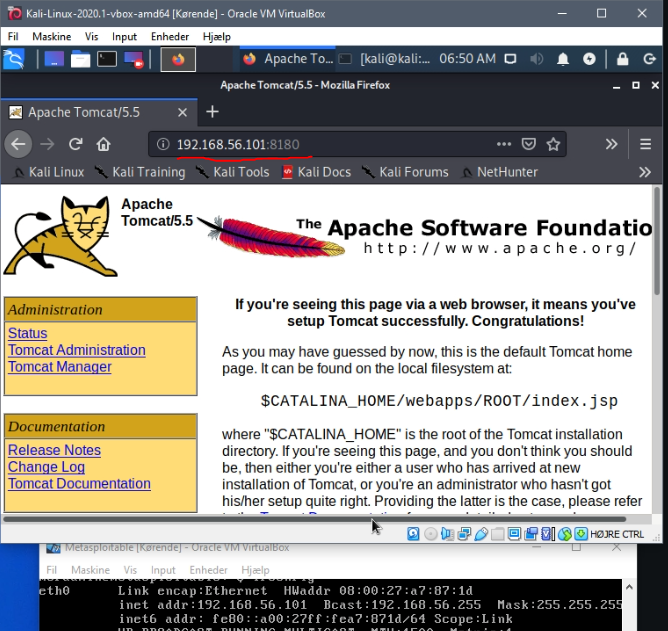 Kali-Linux-2020.1-vbox-amd64 [Kørende] - Oracle VM VirtualBox
Fil Maskine Vis Input Enheder Hjælp
Apache To... [kali@kali:... 06:50 AM
Apache Tomcat/5.5 - Mozilla Firefox
Apache Tomcat/5.5
192.168.56.101:8180
Kali Linux Kali Training Kali Tools Kali Docs Kali Forums NetHunter
Apache
Tomcat/5.5
The Apache Software Foundatio
http://www.apache.org/
Administration
Status
Tomcat Administration
Tomcat Manager
Documentation
Release Notes
Change Log
Tomcat Documentation
If you're seeing this page via a web browser, it means you've
setup Tomcat successfully. Congratulations!
As you may have guessed by now, this is the default Tomcat home
page. It can be found on the local filesystem at:
$CATALINA_HOME/webapps/ROOT/index.jsp
where "$CATALINA_HOME" is the root of the Tomcat installation
directory. If you're seeing this page, and you don't think you should
be, then either you're either a user who has arrived at new
installation of Tomcat, or you're an administrator who hasn't got
his/her setup quite right. Providing the latter is the case, please refer
HØJRE CTRL
Metasploitable [Kørende] - Oracle VM VirtualBox
Fil Maskine Vis Input Enheder Hjælp
eth0 Link encap:Ethernet HWaddr 08:00:27:a7:87:1d
inet addr:192.168.56.101 Bcast:192.168.56.255 Mask:255.255.255
inet6 addr: fe80::a00:27ff:fea7:871d/64 Scope:Link